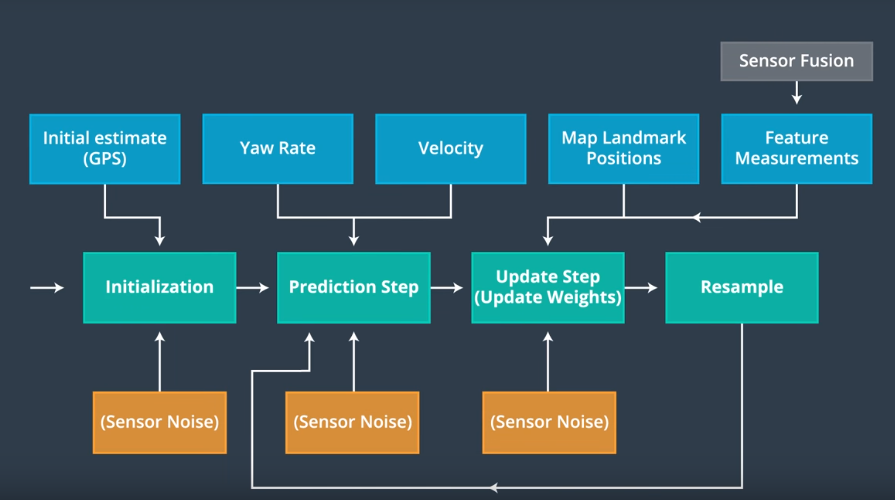 Sensor Fusion
Initial estimate
(GPS)
Yaw Rate
Velocity
Map Landmark
Positions
Feature
Measurements
Initialization
Prediction Step
Update Step
(Update Weights)
Resample
(Sensor Noise)
(Sensor Noise)
(Sensor Noise)